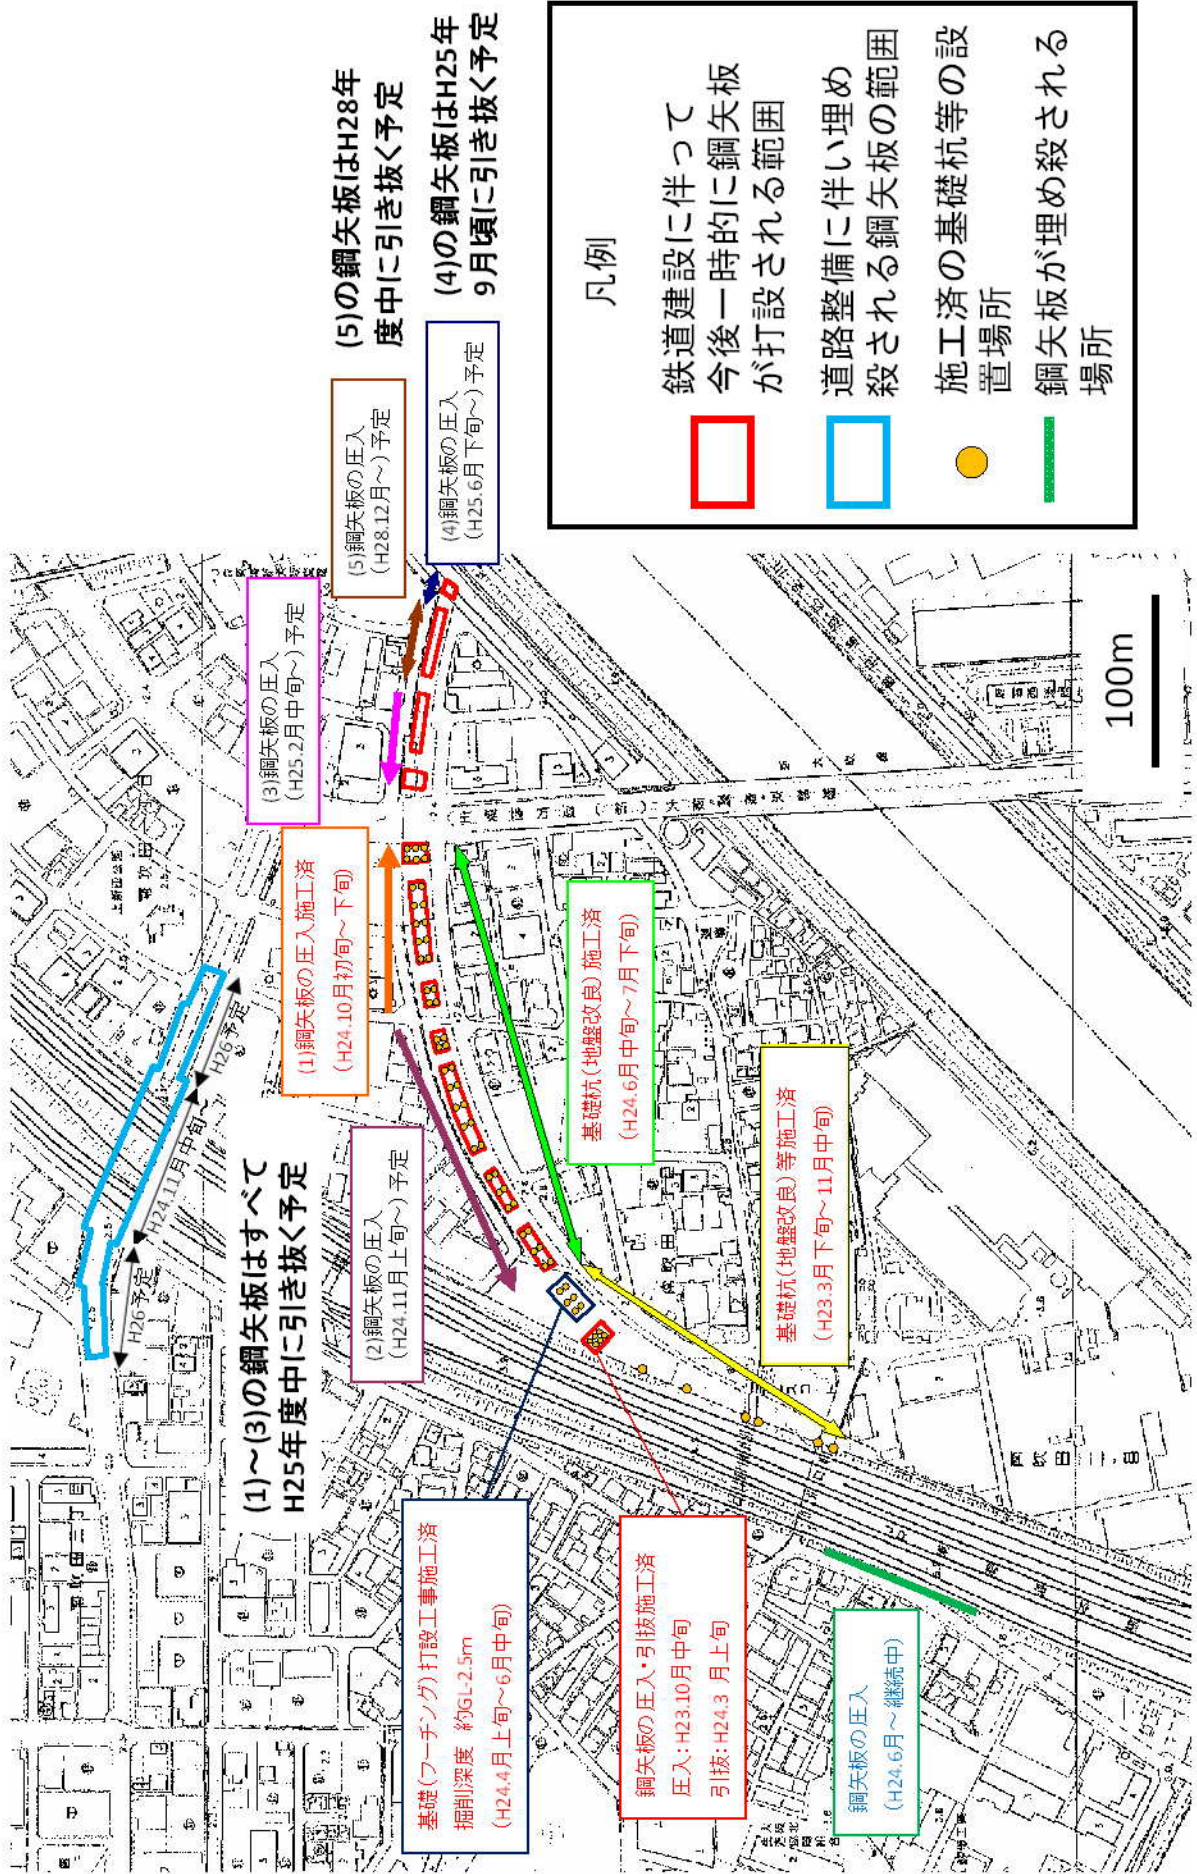 (5)の鋼矢板はH28年
度中に引き抜く予定
(4)の鋼矢板はH25年
9月頃に引き抜く予定
(5)鋼矢板の圧入
(H28.12月～)予定
(4)鋼矢板の圧入
(H25.6月下旬～)予定
(3)鋼矢板の圧入
(H25.2月中旬～)予定
(1)鋼矢板の圧入施工済
(H24.10月初旬～下旬)
(2)鋼矢板の圧入
(H24.11月上旬～)予定
(1)～(3)の鋼矢板はすべて
H25年度中に引き抜く予定
H26予定
H24.11月中旬～
H26予定
基礎杭(地盤改良)施工済
(H24.6月中旬～7月下旬)
基礎杭(地盤改良)等施工済
(H23.3月下旬～11月中旬)
基礎(フーチング)打設工事施工済
掘削深度 約GL-2.5m
(H24.4月上旬～6月中旬)
鋼矢板の圧入・引抜施工済
圧入:H23.10月中旬
引抜:H24.3月上旬
鋼矢板の圧入
(H24.6月～継続中)
100m
凡例
鉄道建設に伴って
今後一時的に鋼矢板
が打設される範囲
道路整備に伴い埋め
殺される鋼矢板の範囲
施工済の基礎杭等の設
置場所
鋼矢板が埋め殺される
場所